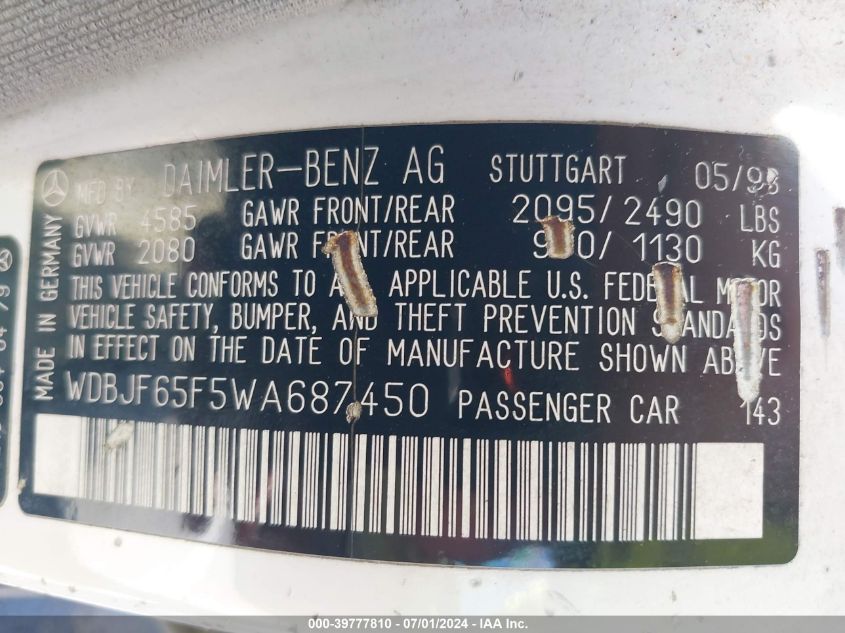 MFD BY DAIMLER-BENZ AG STUTTGART 05/98
GVWR 4585 GAWR FRONT/REAR 2095/2490 LBS
GVWR 2080 GAWR FRONT/REAR 1130 KG
THIS VEHICLE CONFORMS TO APPLICABLE U.S. FEDERAL MOTOR
VEHICLE SAFETY, BUMPER, AND THEFT PREVENTION STANDARDS
IN EFFECT ON THE DATE OF MANUFACTURE SHOWN ABOVE
WDBJF65F5WA687450 PASSENGER CAR 143
MADE IN GERMANY
000-39777810 - 07/01/2024 - IAA Inc.